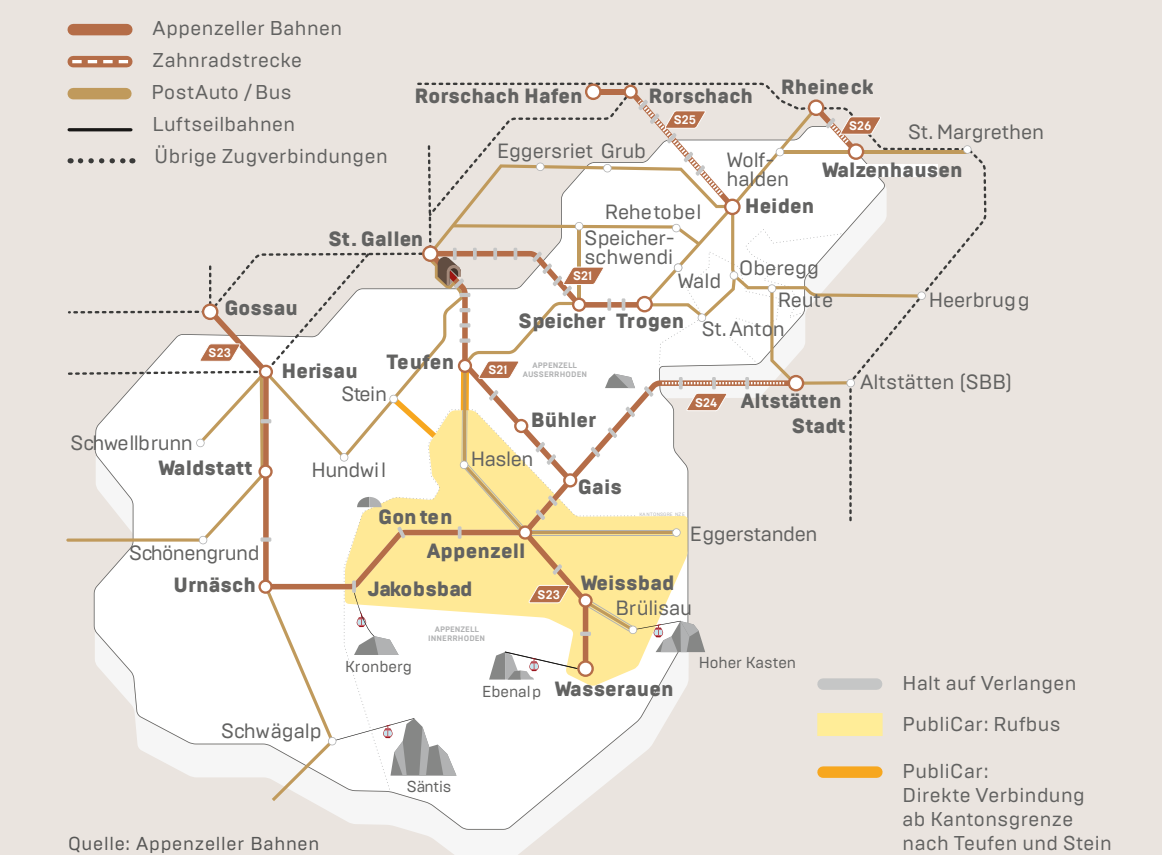 Appenzeller Bahnen
Zahnradstrecke
PostAuto / Bus
Luftseilbahnen
Übrige Zugverbindungen
Rorschach Hafen
Rorschach
Rheineck
S25
S26
St. Margrethen
Eggersriet
Grub
Wolf-
halden
Walzenhausen
Heiden
Rehetobel
St. Gallen
Speicher-
schwendi
S21
Wald
Oberegg
Reute
Heerbrugg
Gossau
Speicher
Trogen
St. Anton
S23
Herisau
Teufen
S21
APPENZELL
AUSSERRHODEN
Stein
Altstätten (SBB)
S24
Altstätten
Stadt
Bühler
Schwellbrunn
Hundwil
Haslen
Waldstatt
Gais
Gonten
KANTONSGRENZE
Eggerstanden
Schönengrund
Appenzell
Urnäsch
Jakobsbad
S23
Weissbad
Brülisau
APPENZELL
INNERRHODEN
Kronberg
Hoher Kasten
Ebenalp
Wasserauen
Schwägalp
Säntis
Halt auf Verlangen
PubliCar: Rufbus
PubliCar:
Direkte Verbindung
ab Kantonsgrenze
nach Teufen und Stein
Quelle: Appenzeller Bahnen